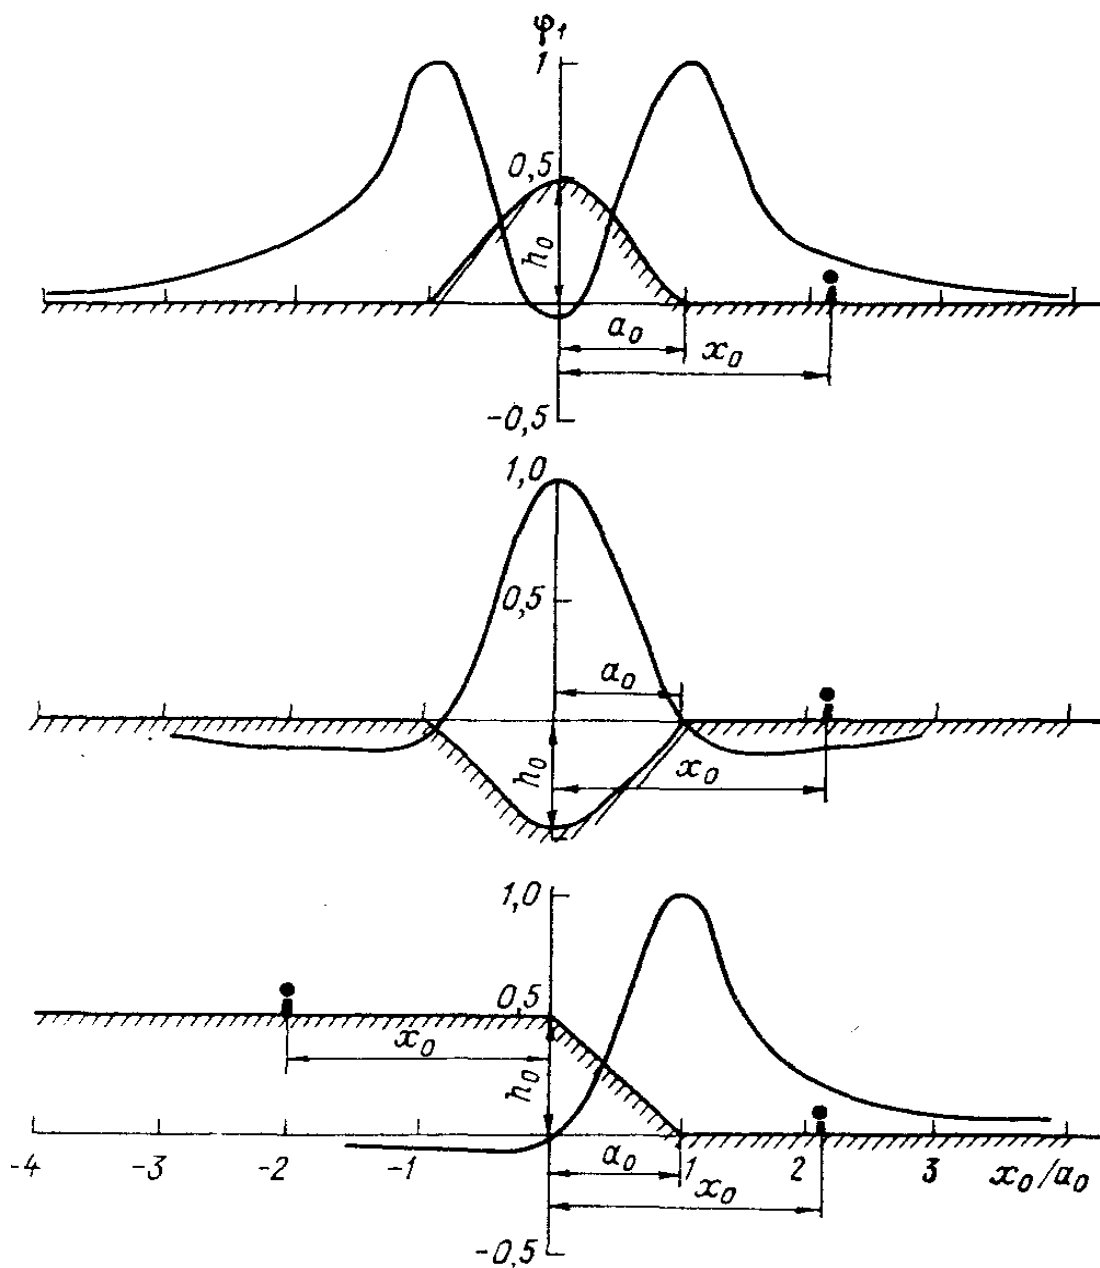 φ₁
1
0,5
h₀
a₀
x₀
-0,5
1,0
0,5
a₀
h₀
x₀
1,0
0,5
x₀
h₀
-4 -3 -2 -1 a₀ 1 2 3 x₀/a₀
x₀
-0,5